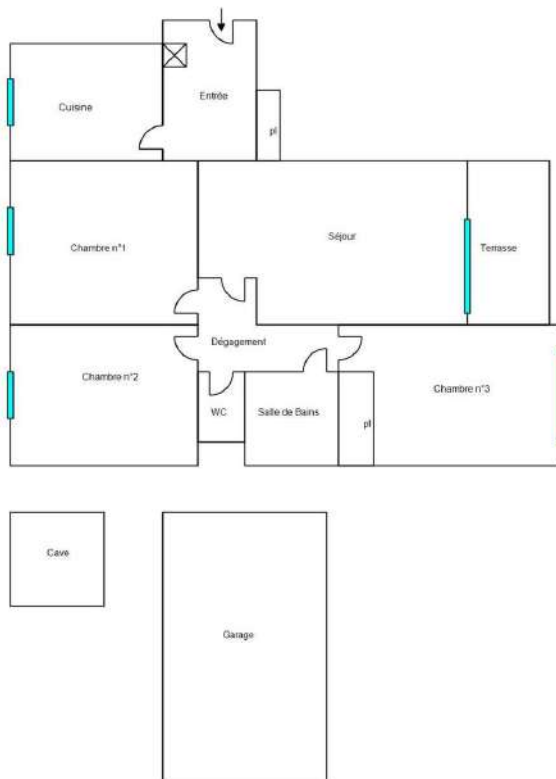 Entrée
Cuisine
pl
Séjour
Chambre n°1
Terrasse
Dégagement
Chambre n°2
Chambre n°3
WC
Salle de Bains
pl
Cave
Garage